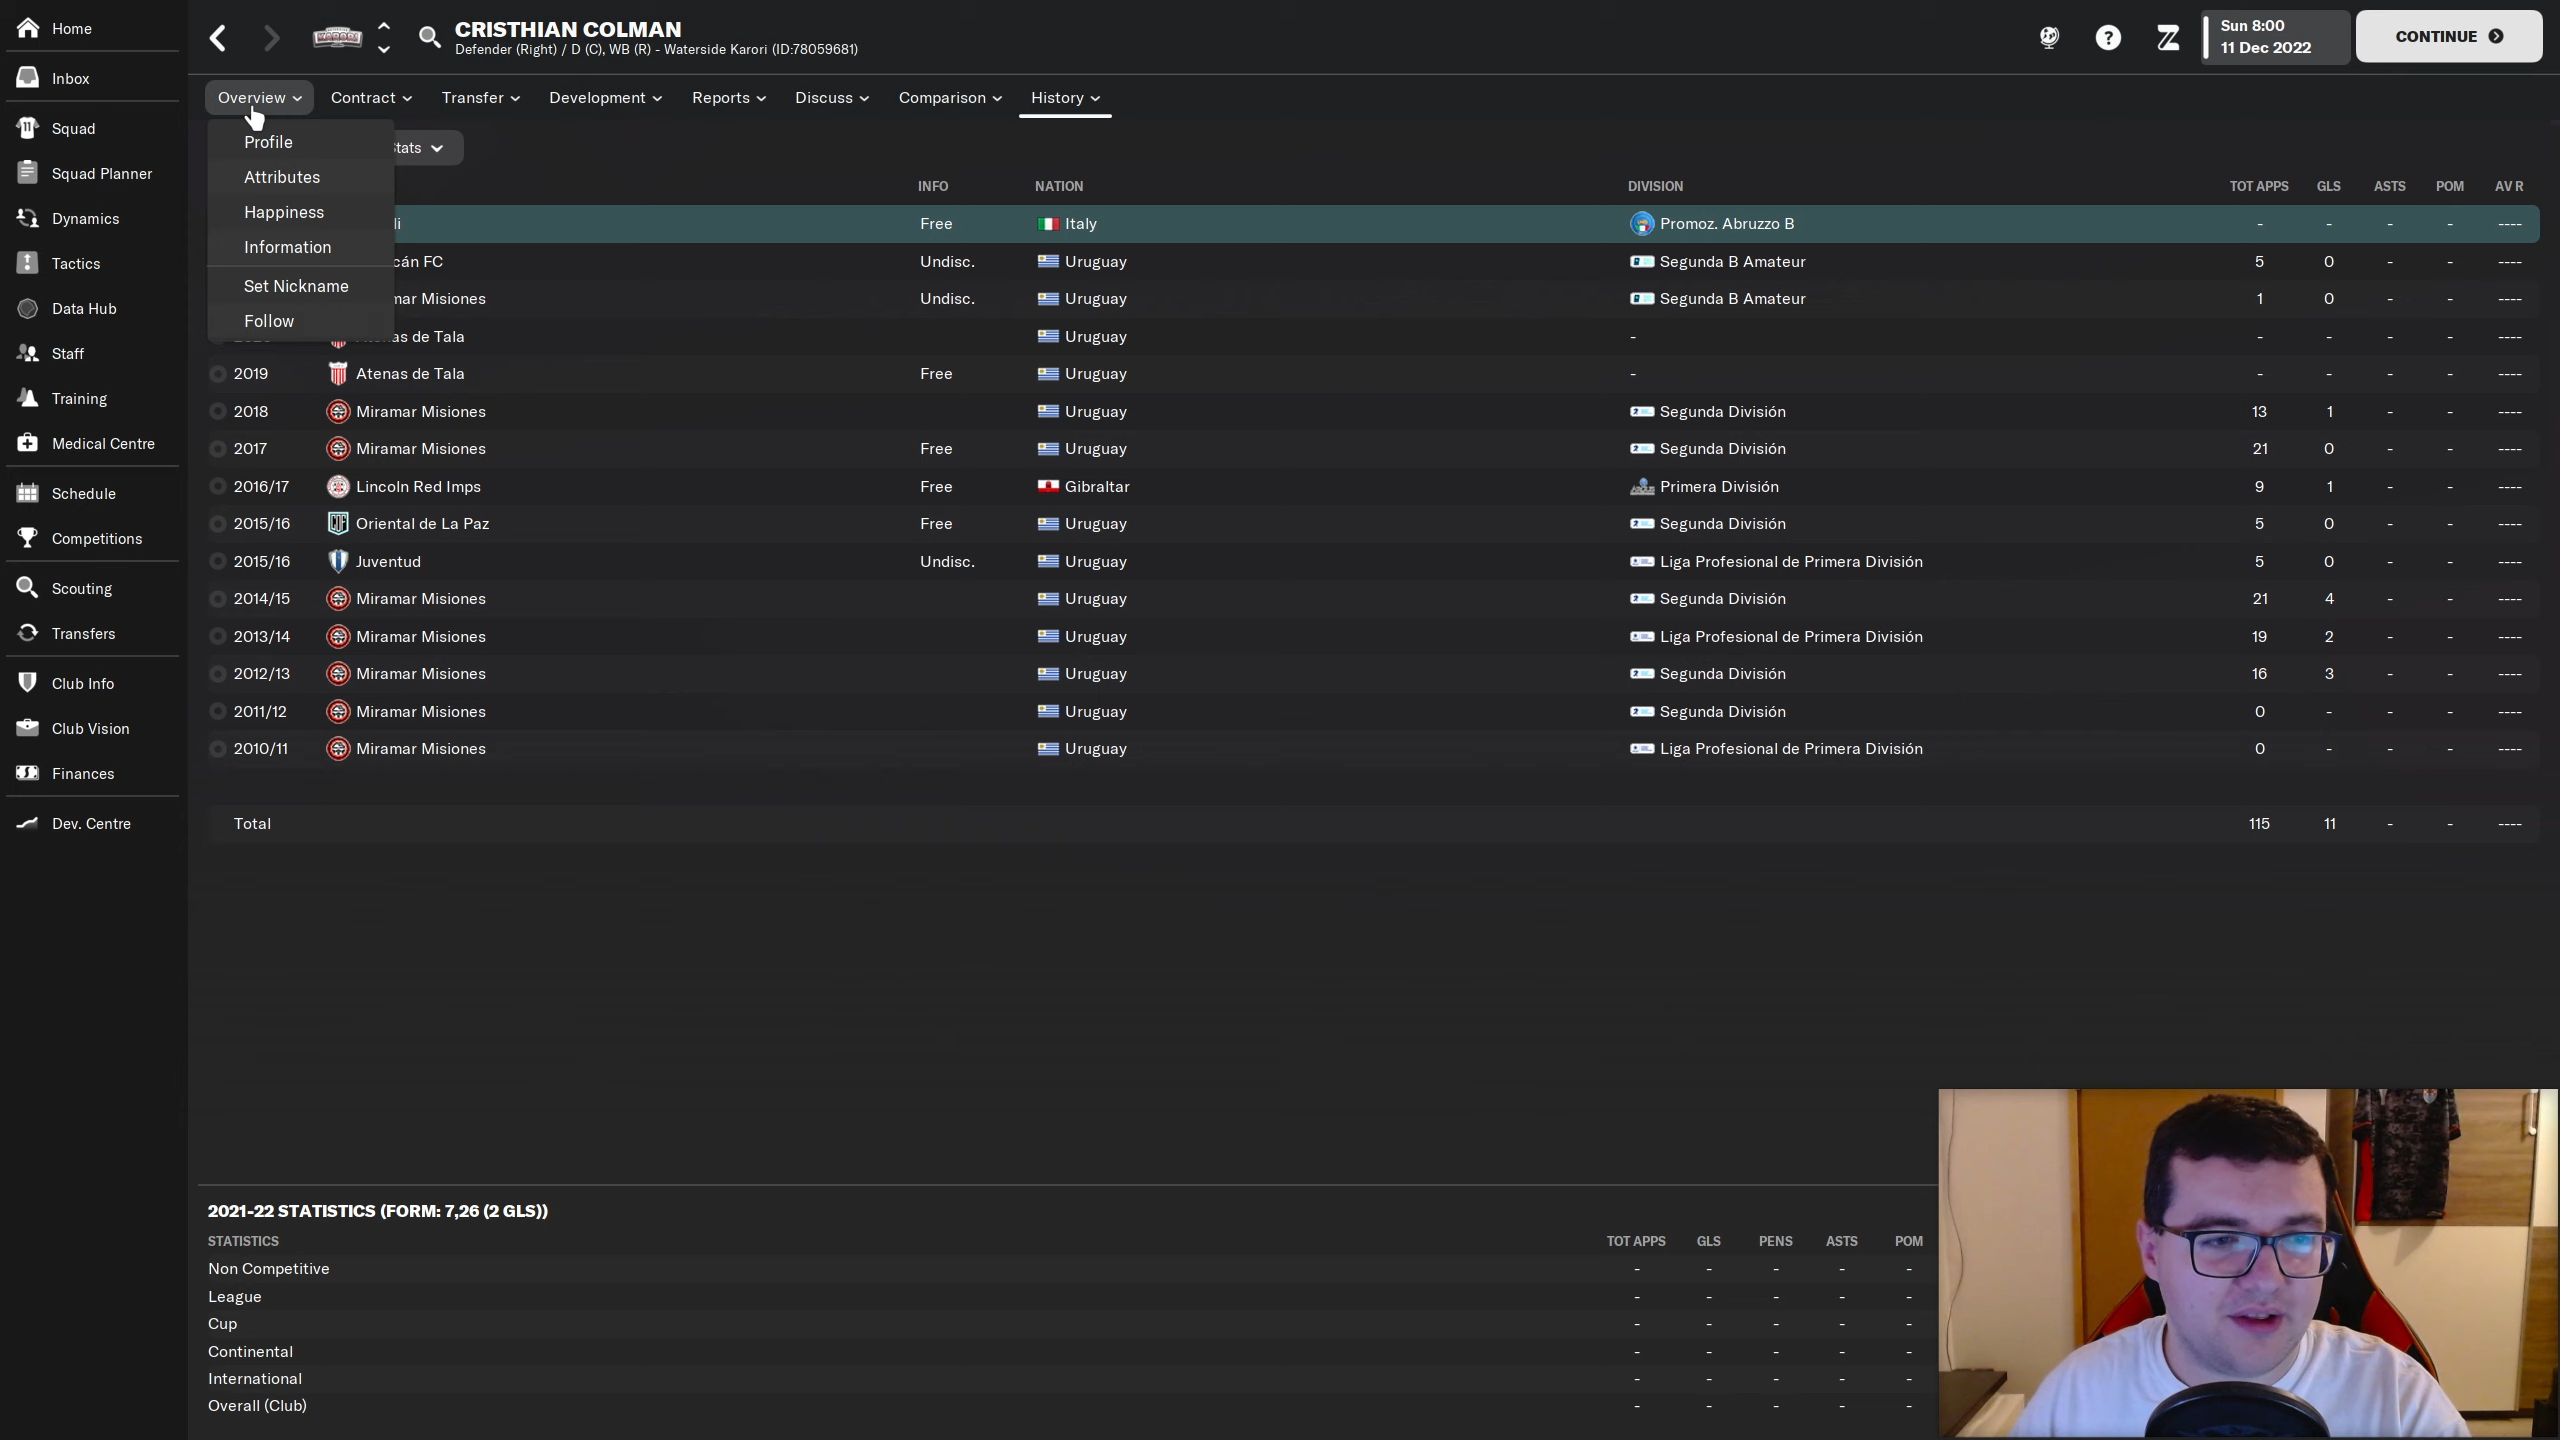 Home
Inbox
Squad
Squad Planner
Dynamics
Tactics
Data Hub
Staff
Training
Medical Centre
Schedule
Competitions
Scouting
Transfers
Club Info
Club Vision
Finances
Dev. Centre
CRISTHIAN COLMAN
Defender (Right) / D (C), WB (R) - Waterside Karori (ID:78059681)
Sun 8:00
11 Dec 2022
CONTINUE
Overview Contract Transfer Development Reports Discuss Comparison History
Profile
Attributes
Happiness
Information
Set Nickname
Follow
Stats
INFO NATION DIVISION TOT APPS GLS ASTS POM AV R
Free Italy Promoz. Abruzzo B - - - - ----
FC Undisc. Uruguay Segunda B Amateur 5 0 - - ----
Misiones Undisc. Uruguay Segunda B Amateur 1 0 - - ----
de Tala Uruguay - - - - - ----
2019 Atenas de Tala Free Uruguay - - - - - ----
2018 Miramar Misiones Uruguay Segunda División 13 1 - - ----
2017 Miramar Misiones Free Uruguay Segunda División 21 0 - - ----
2016/17 Lincoln Red Imps Free Gibraltar Primera División 9 1 - - ----
2015/16 Oriental de La Paz Free Uruguay Segunda División 5 0 - - ----
2015/16 Juventud Undisc. Uruguay Liga Profesional de Primera División 5 0 - - ----
2014/15 Miramar Misiones Uruguay Segunda División 21 4 - - ----
2013/14 Miramar Misiones Uruguay Liga Profesional de Primera División 19 2 - - ----
2012/13 Miramar Misiones Uruguay Segunda División 16 3 - - ----
2011/12 Miramar Misiones Uruguay Segunda División 0 - - - ----
2010/11 Miramar Misiones Uruguay Liga Profesional de Primera División 0 - - - ----
Total 115 11 - - ----
2021-22 STATISTICS (FORM: 7,26 (2 GLS))
STATISTICS TOT APPS GLS PENS ASTS POM
Non Competitive - - - - -
League - - - - -
Cup - - - - -
Continental - - - - -
International - - - - -
Overall (Club) - - - - -